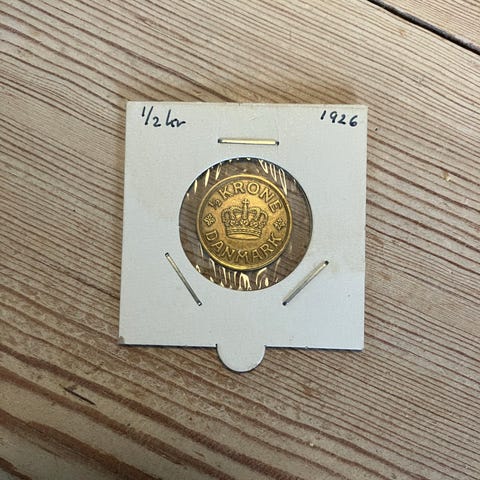 1/2 kr
1926
½ KRONE
DANMARK